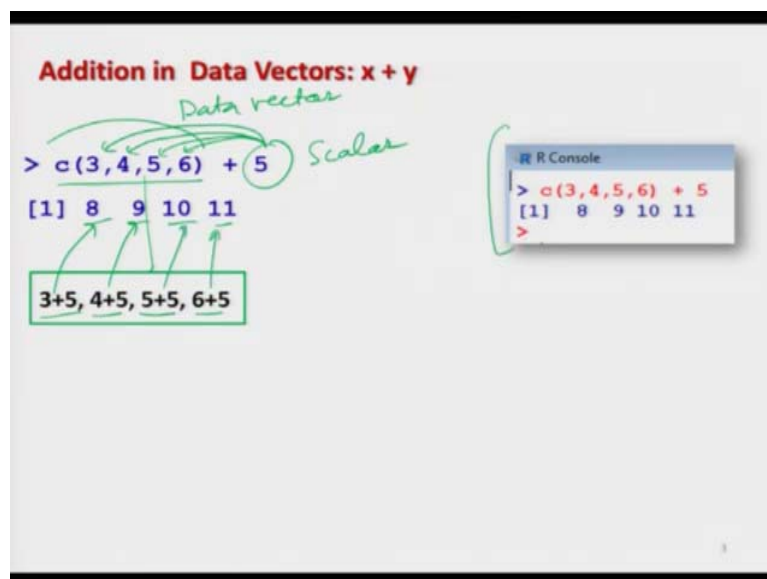 Addition in Data Vectors: x + y
Data vector
> c(3,4,5,6) + 5
Scalar
[1] 8 9 10 11
3+5, 4+5, 5+5, 6+5
R Console
> c(3,4,5,6) + 5
[1] 8 9 10 11
>